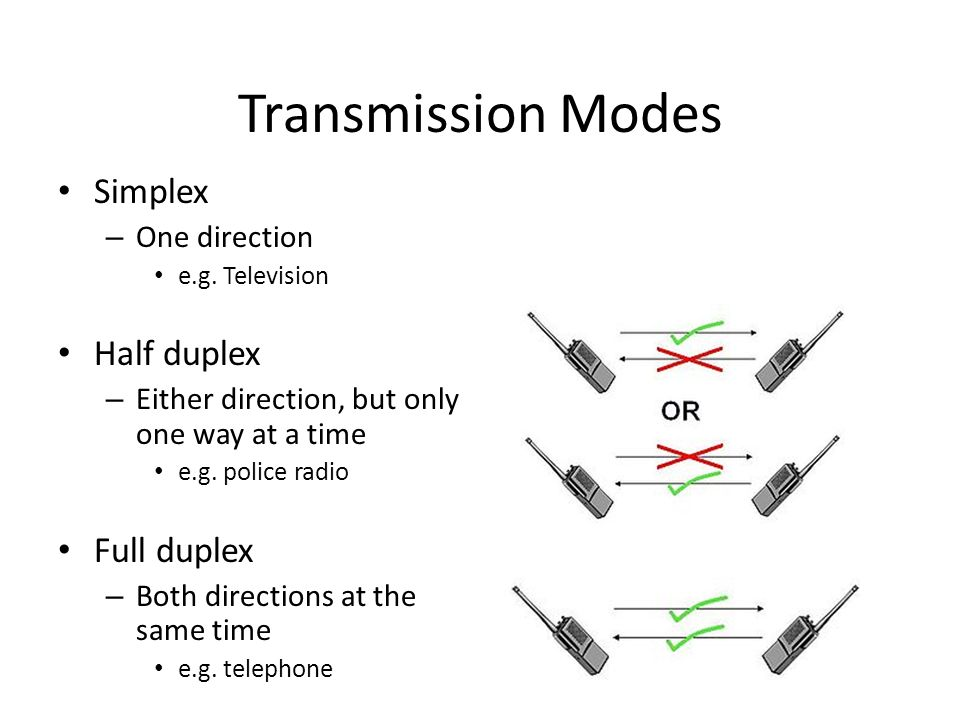 Transmission Modes
• Simplex
– One direction
• e.g. Television
• Half duplex
– Either direction, but only
one way at a time
• e.g. police radio
• Full duplex
– Both directions at the
same time
• e.g. telephone
OR